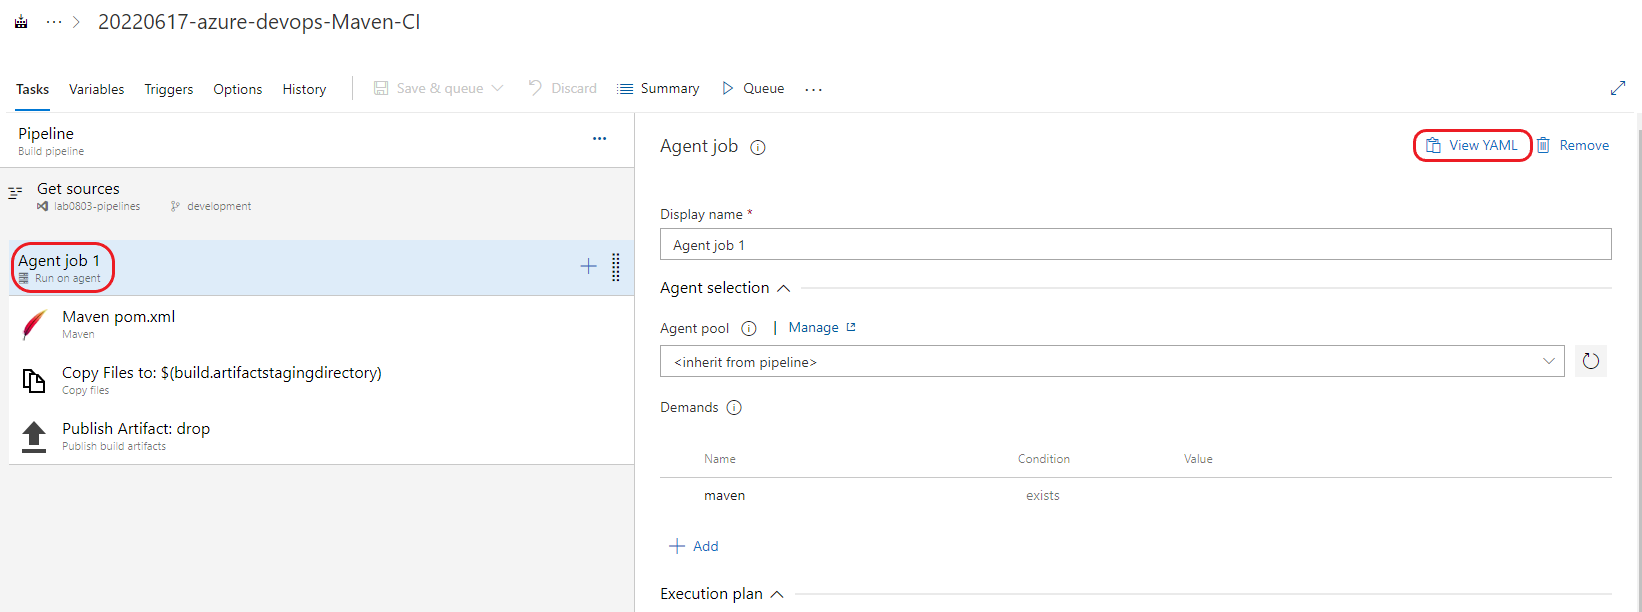 ··· > 20220617-azure-devops-Maven-CI
Tasks Variables Triggers Options History Save & queue Discard Summary Queue ...
Pipeline
Build pipeline
Get sources
lab0803-pipelines development
Agent job 1
Run on agent
Maven pom.xml
Maven
Copy Files to: $(build.artifactstagingdirectory)
Copy files
Publish Artifact: drop
Publish build artifacts
Agent job
View YAML Remove
Display name *
Agent job 1
Agent selection
Agent pool | Manage
<inherit from pipeline>
Demands
Name Condition Value
maven exists
+ Add
Execution plan